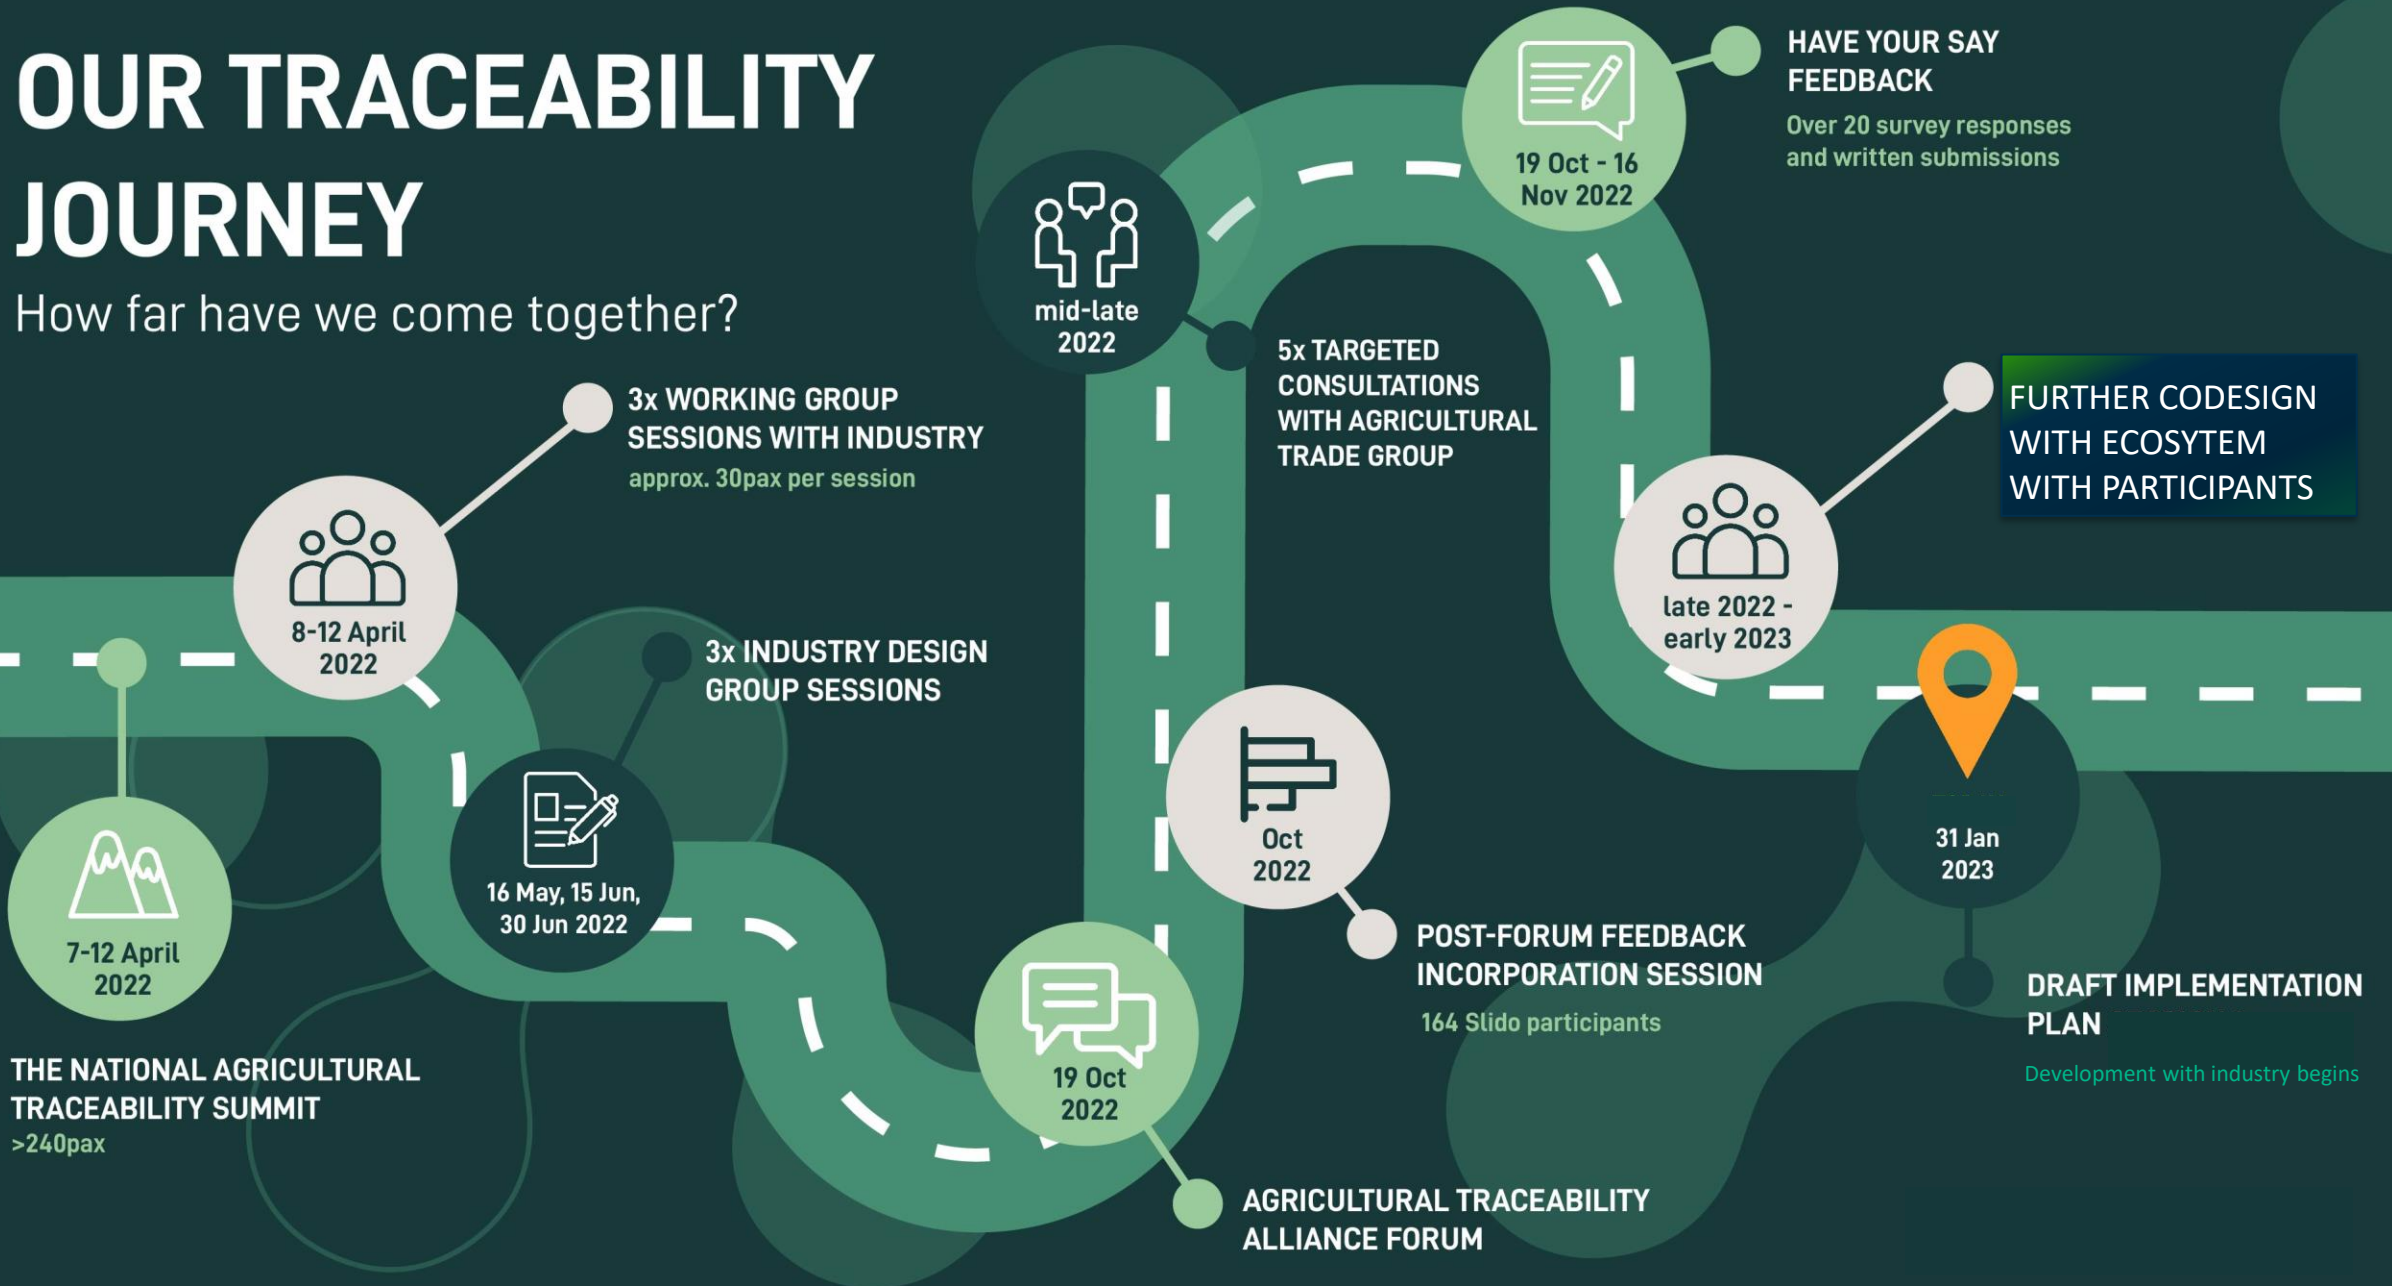 OUR TRACEABILITY
JOURNEY
How far have we come together?
7-12 April
2022
THE NATIONAL AGRICULTURAL
TRACEABILITY SUMMIT
>240pax
8-12 April
2022
3x WORKING GROUP
SESSIONS WITH INDUSTRY
approx. 30pax per session
16 May, 15 Jun,
30 Jun 2022
3x INDUSTRY DESIGN
GROUP SESSIONS
19 Oct
2022
AGRICULTURAL TRACEABILITY
ALLIANCE FORUM
Oct
2022
POST-FORUM FEEDBACK
INCORPORATION SESSION
164 Slido participants
mid-late
2022
5x TARGETED
CONSULTATIONS
WITH AGRICULTURAL
TRADE GROUP
19 Oct - 16
Nov 2022
HAVE YOUR SAY
FEEDBACK
Over 20 survey responses
and written submissions
late 2022 -
early 2023
FURTHER CODESIGN
WITH ECOSYTEM
WITH PARTICIPANTS
31 Jan
2023
DRAFT IMPLEMENTATION
PLAN
Development with industry begins